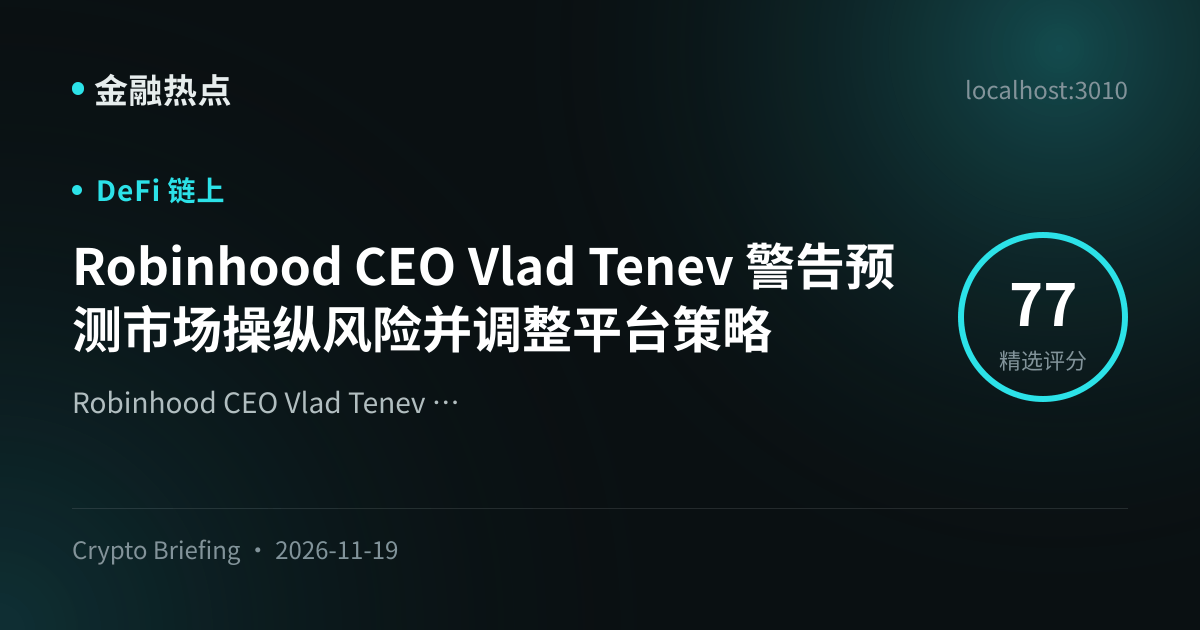 金融热点
localhost:3010
DeFi 链上
Robinhood CEO Vlad Tenev 警告预
测市场操纵风险并调整平台策略
77
精选评分
Robinhood CEO Vlad Tenev …
Crypto Briefing · 2026-11-19